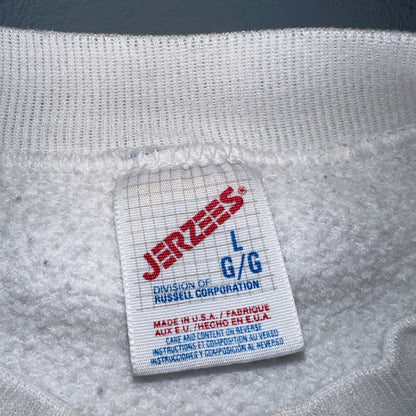 JERZEES®
L
G/G
DIVISION OF
RUSSELL CORPORATION
MADE IN U.S.A. / FABRIQUE
AUX E.U. /HECHO EN E.U.A.
CARE AND CONTENT ON REVERSE
INSTRUCTIONS ET COMPOSITION AU VERSO
INSTRUCCIONES Y COMPOSICION AL REVERSO